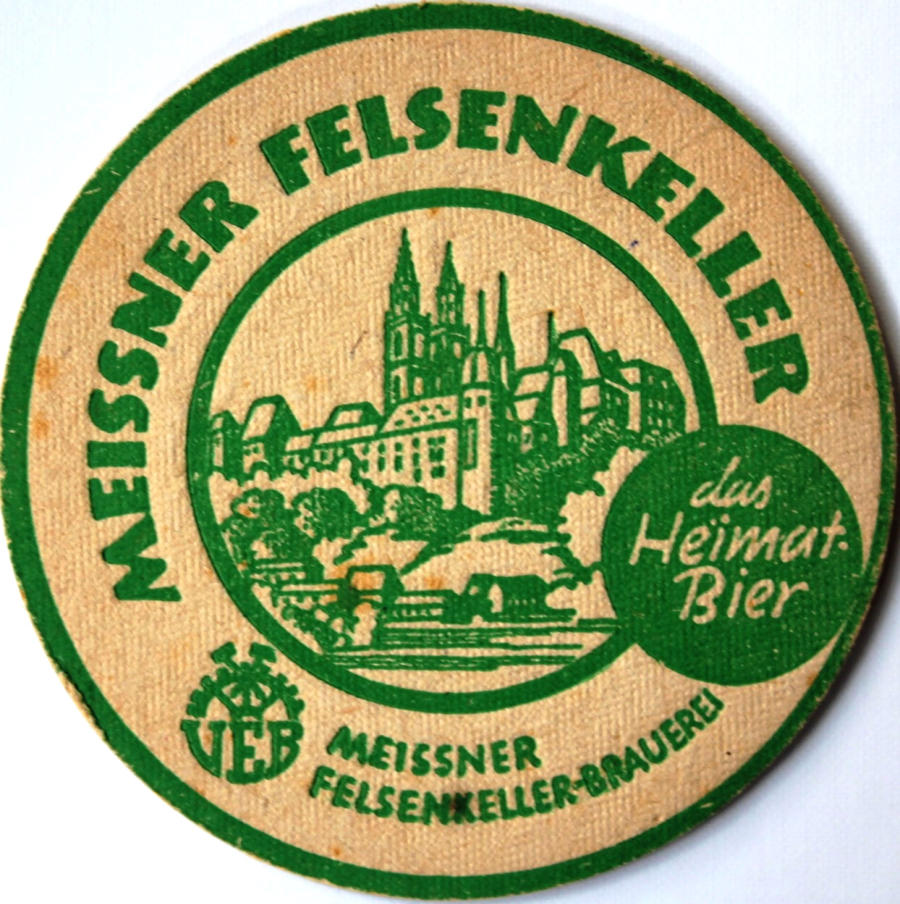 MEISSNER FELSENKELLER
das
Heimat-
Bier
VEB
MEISSNER
FELSENKELLER-BRAUEREI